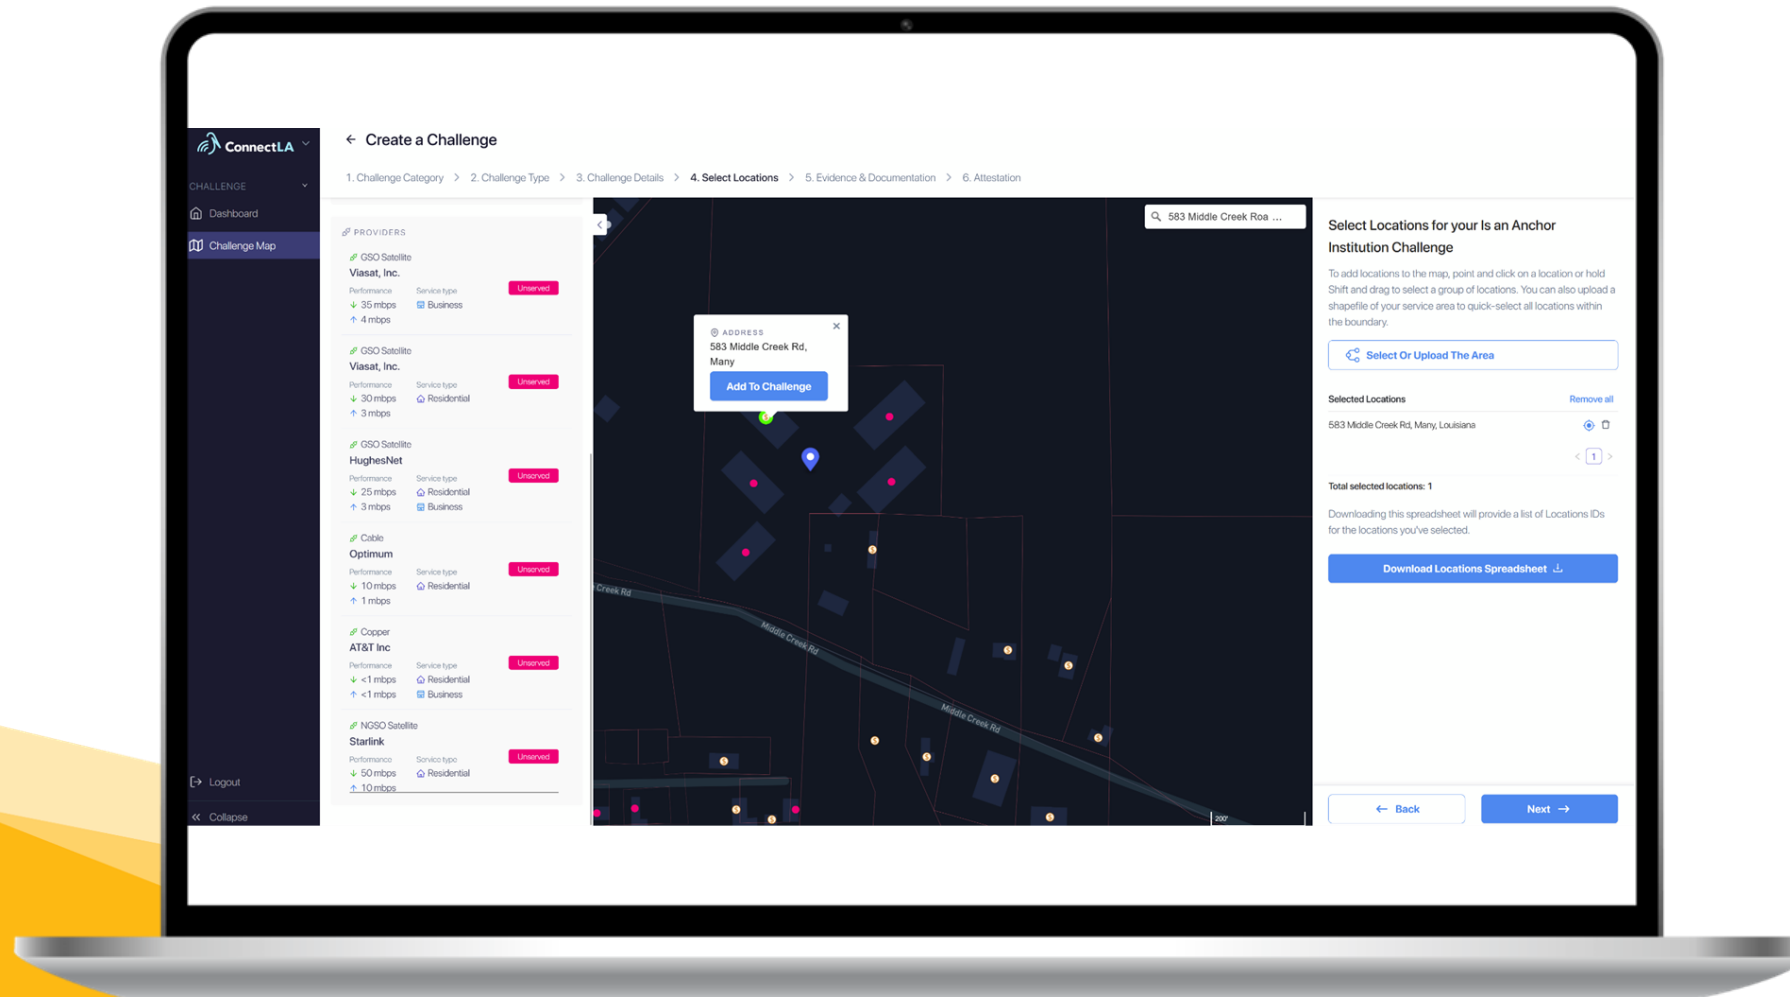 ConnectLA
CHALLENGE
Dashboard
Challenge Map
Logout
Collapse
Create a Challenge
1. Challenge Category > 2. Challenge Type > 3. Challenge Details > 4. Select Locations > 5. Evidence & Documentation > 6. Attestation
PROVIDERS
GSO Satellite
Viasat, Inc.
Unserved
Performance Service type
↓ 35 mbps Business
↑ 4 mbps
GSO Satellite
Viasat, Inc.
Unserved
Performance Service type
↓ 30 mbps Residential
↑ 3 mbps
GSO Satellite
HughesNet
Unserved
Performance Service type
↓ 25 mbps Residential
↑ 3 mbps Business
Cable
Optimum
Unserved
Performance Service type
↓ 10 mbps Residential
↑ 1 mbps
Copper
AT&T Inc
Unserved
Performance Service type
↓ <1 mbps Residential
↑ <1 mbps Business
NGSO Satellite
Starlink
Unserved
Performance Service type
↓ 50 mbps Residential
↑ 10 mbps
583 Middle Creek Roa ...
ADDRESS
583 Middle Creek Rd,
Many
Add To Challenge
Creek Rd
Middle Creek Rd
Middle Creek Rd
200'
Select Locations for your Is an Anchor
Institution Challenge
To add locations to the map, point and click on a location or hold
Shift and drag to select a group of locations. You can also upload a
shapefile of your service area to quick-select all locations within
the boundary.
Select Or Upload The Area
Selected Locations Remove all
583 Middle Creek Rd, Many, Louisiana
< 1 >
Total selected locations: 1
Downloading this spreadsheet will provide a list of Locations IDs
for the locations you've selected.
Download Locations Spreadsheet
← Back Next →